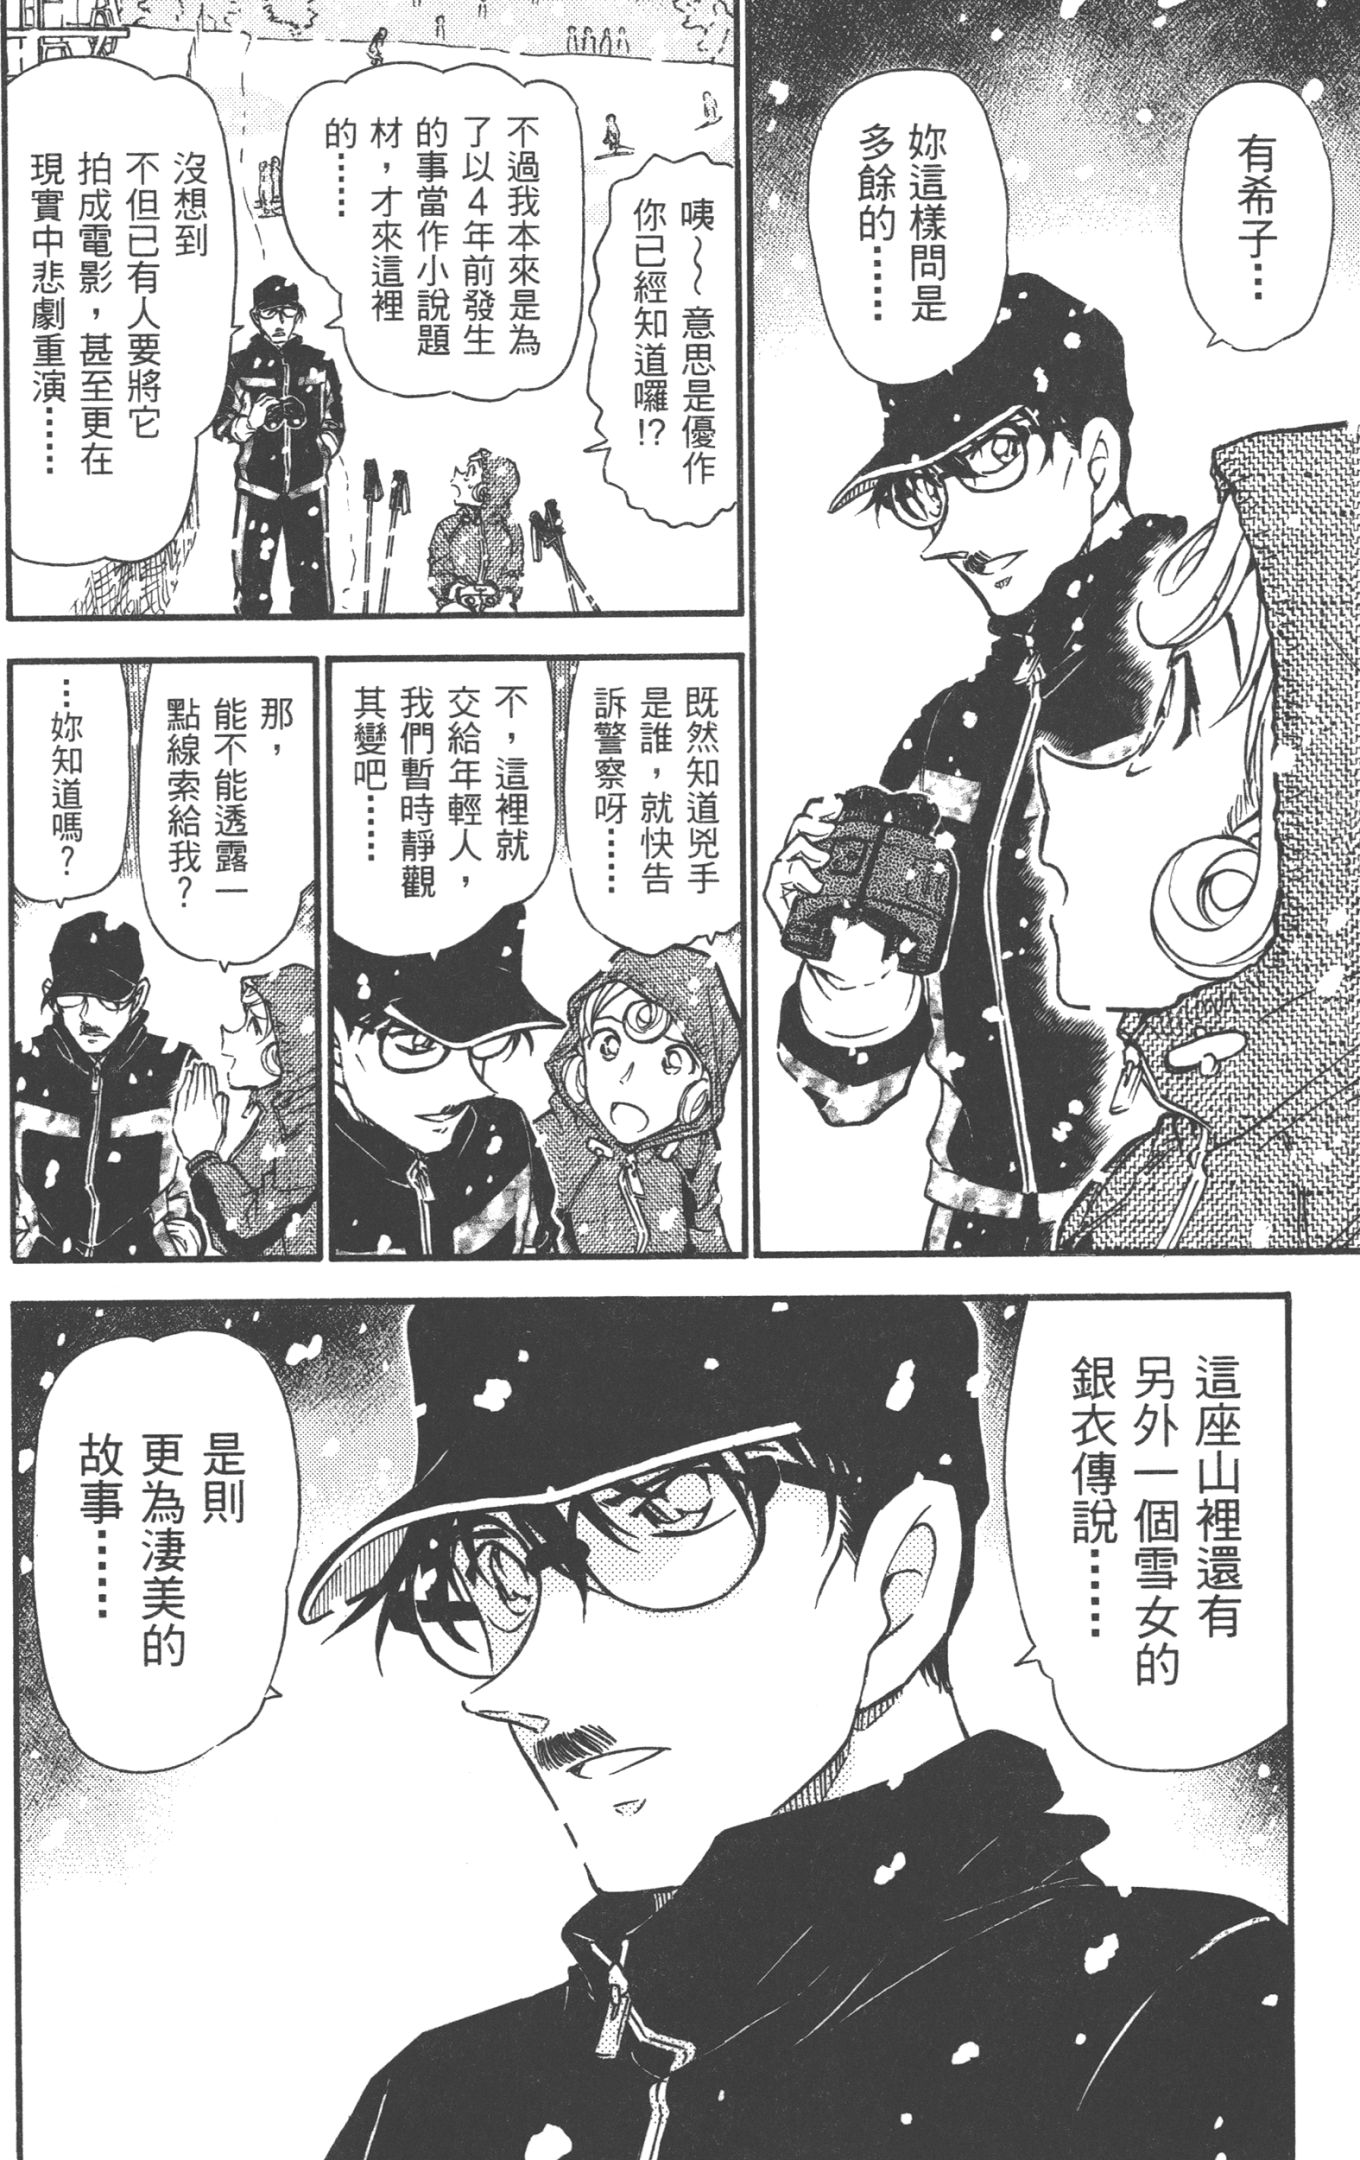 有希子…
妳這樣問是
多餘的……
咦～～意思是優作
你已經知道囉!?
不過我本來是為
了以4年前發生
的事當作小說題
材，才來這裡
的……
沒想到
不但已有人要將它
拍成電影，甚至更在
現實中悲劇重演……
既然知道兇手
是誰，就快告
訴警察呀……
不，這裡就
交給年輕人，
我們暫時靜觀
其變吧……
那，
能不能透露一
點線索給我？
…妳知道嗎？
這座山裡還有
另外一個雪女的
銀衣傳說……
是則
更為淒美的
故事……